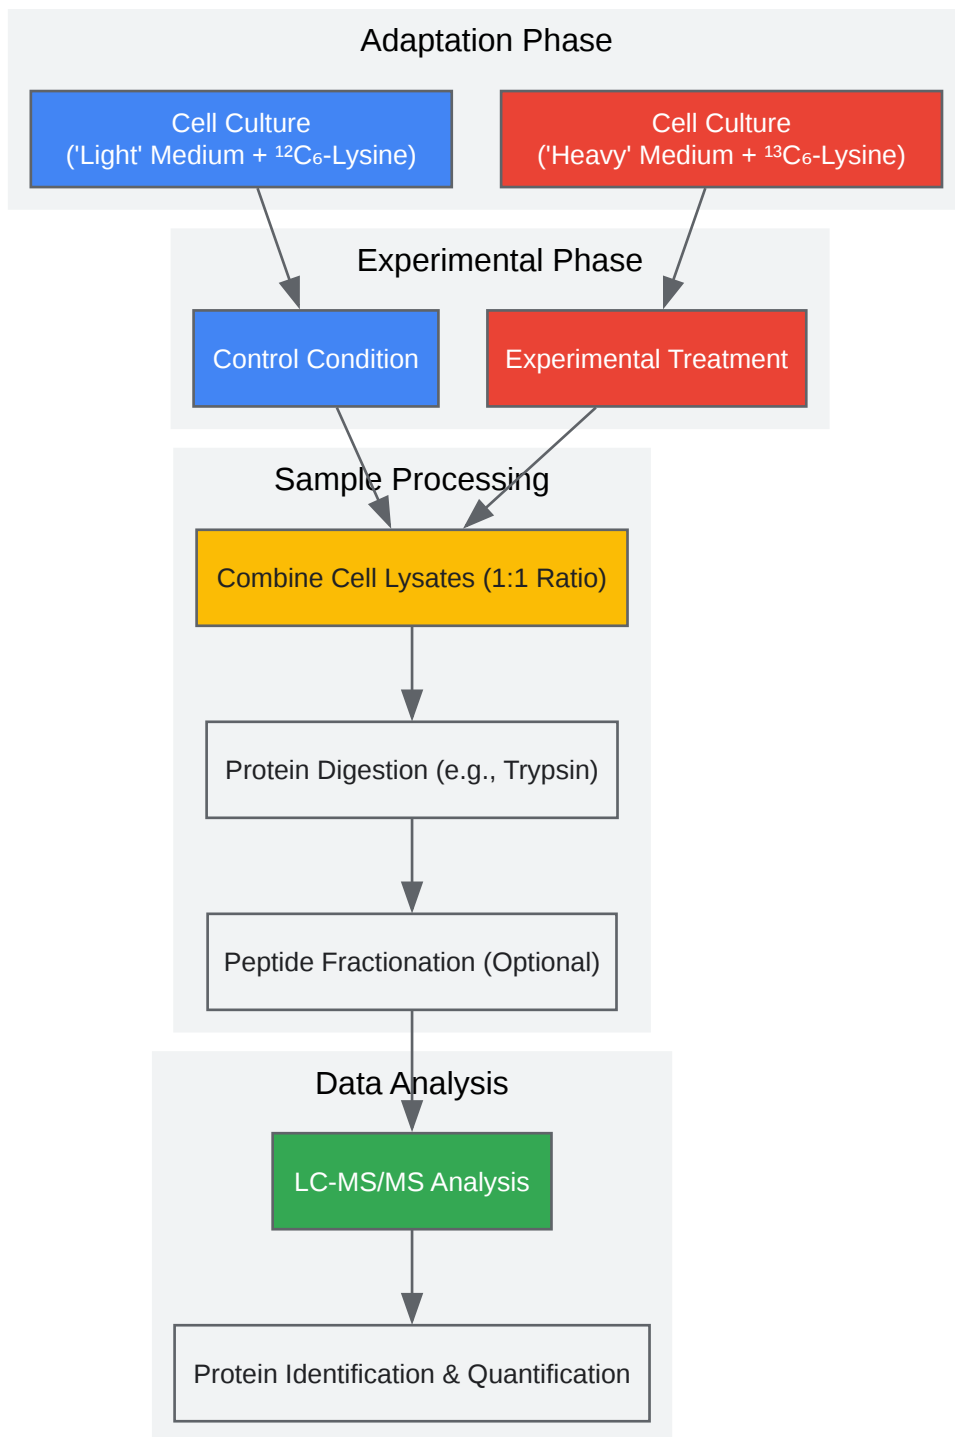 Adaptation Phase
Cell Culture
('Light' Medium + ¹²C₆-Lysine)
Cell Culture
('Heavy' Medium + ¹³C₆-Lysine)
Experimental Phase
Control Condition
Experimental Treatment
Sample Processing
Combine Cell Lysates (1:1 Ratio)
Protein Digestion (e.g., Trypsin)
Peptide Fractionation (Optional)
Data Analysis
LC-MS/MS Analysis
Protein Identification & Quantification